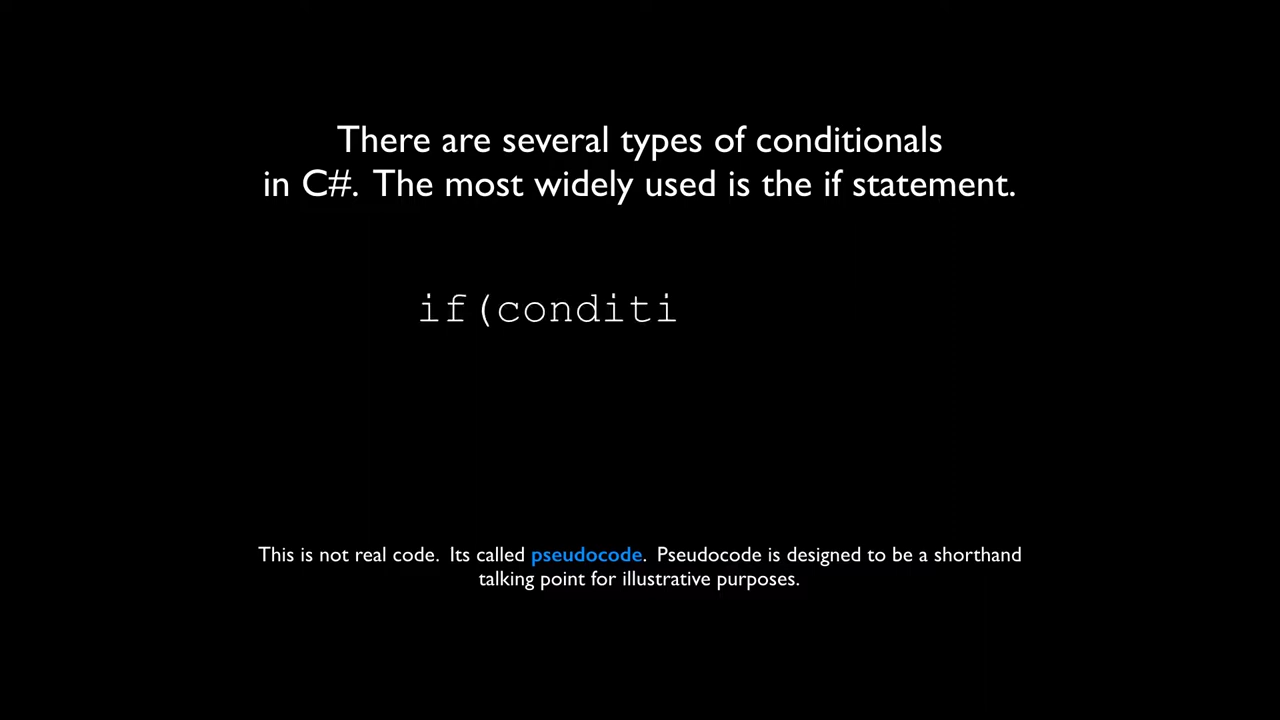 There are several types of conditionals
in C#. The most widely used is the if statement.
if(conditi
This is not real code. Its called pseudocode. Pseudocode is designed to be a shorthand
talking point for illustrative purposes.